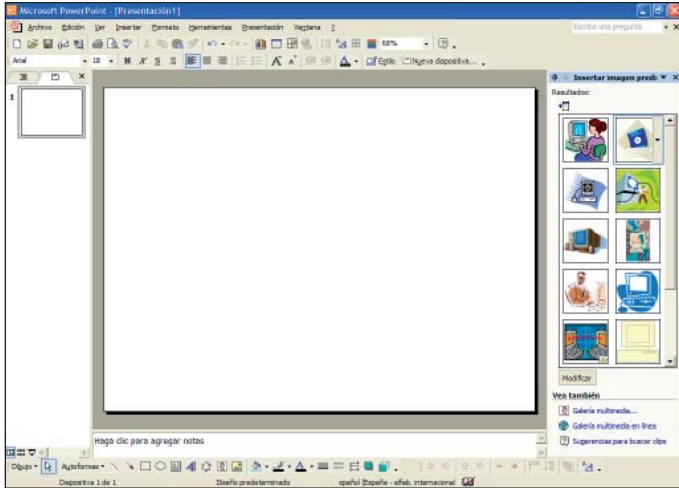 Microsoft PowerPoint - [Presentación1]
Archivo Edición Ver Insertar Formato Herramientas Presentación Ventana ?
Escriba una pregunta
68%
Arial 18 N K S S
Estilo Nueva diapositiva...
1
Insertar imagen predi
Resultados:
Modificar
Vea también
Galería multimedia...
Galería multimedia en línea
Sugerencias para buscar clips
Haga clic para agregar notas
Dibujo Autoformas
Diapositiva 1 de 1 Diseño predeterminado español (España - alfab. internacional